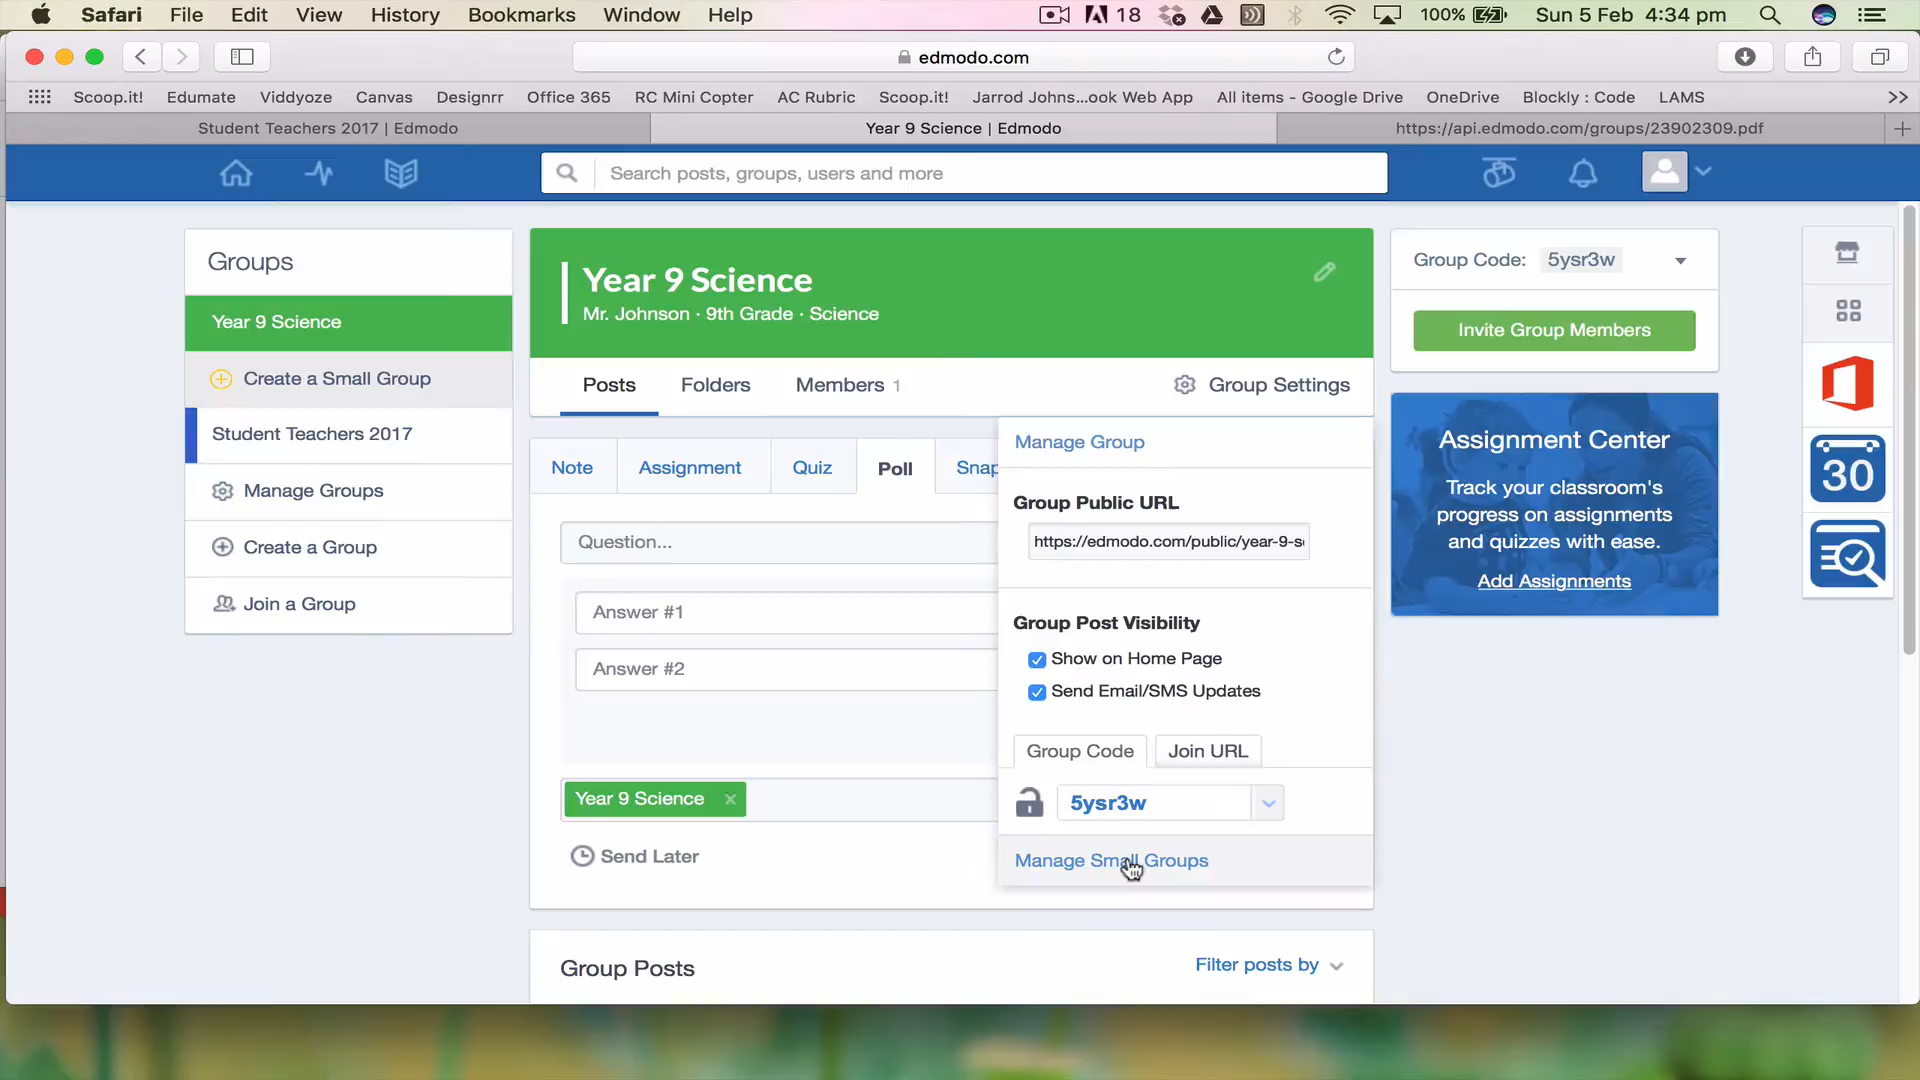 Safari File Edit View History Bookmarks Window Help 18 100% Sun 5 Feb 4:34 pm
edmodo.com
Scoop.it! Edumate Viddyoze Canvas Designrr Office 365 RC Mini Copter AC Rubric Scoop.it! Jarrod Johns...ook Web App All items - Google Drive OneDrive Blockly : Code LAMS >>
Student Teachers 2017 | Edmodo Year 9 Science | Edmodo https://api.edmodo.com/groups/23902309.pdf
Search posts, groups, users and more
Groups
Year 9 Science
Create a Small Group
Student Teachers 2017
Manage Groups
Create a Group
Join a Group
Year 9 Science
Mr. Johnson · 9th Grade · Science
Posts Folders Members 1 Group Settings
Note Assignment Quiz Poll Snap
Question...
Answer #1
Answer #2
Year 9 Science ×
Send Later
Manage Group
Group Public URL
https://edmodo.com/public/year-9-s
Group Post Visibility
Show on Home Page
Send Email/SMS Updates
Group Code Join URL
5ysr3w
Manage Small Groups
Group Posts Filter posts by
Group Code: 5ysr3w
Invite Group Members
Assignment Center
Track your classroom's
progress on assignments
and quizzes with ease.
Add Assignments
30